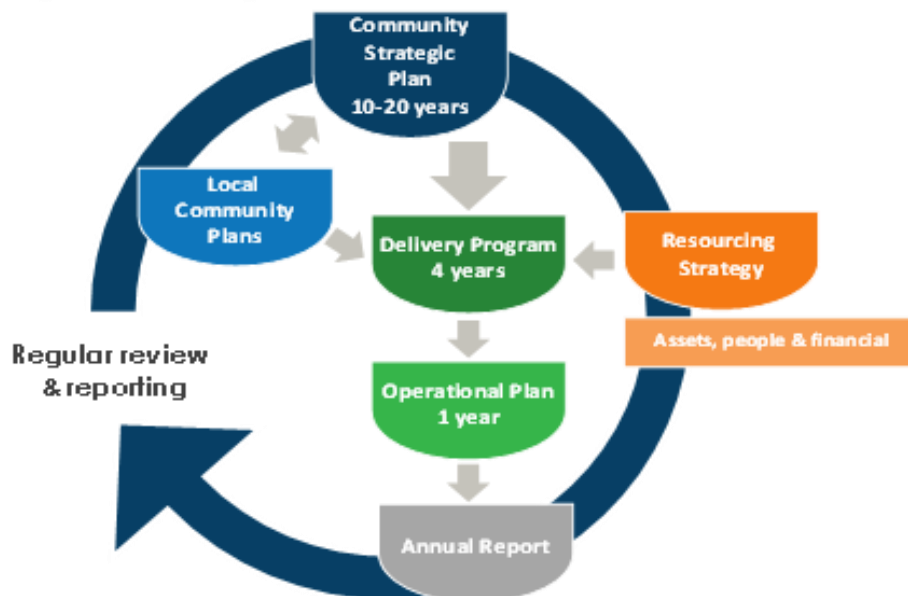 Community
Strategic
Plan
10-20 years
Local
Community
Plans
Delivery Program
4 years
Resourcing
Strategy
Assets, people & financial
Regular review
& reporting
Operational Plan
1 year
Annual Report